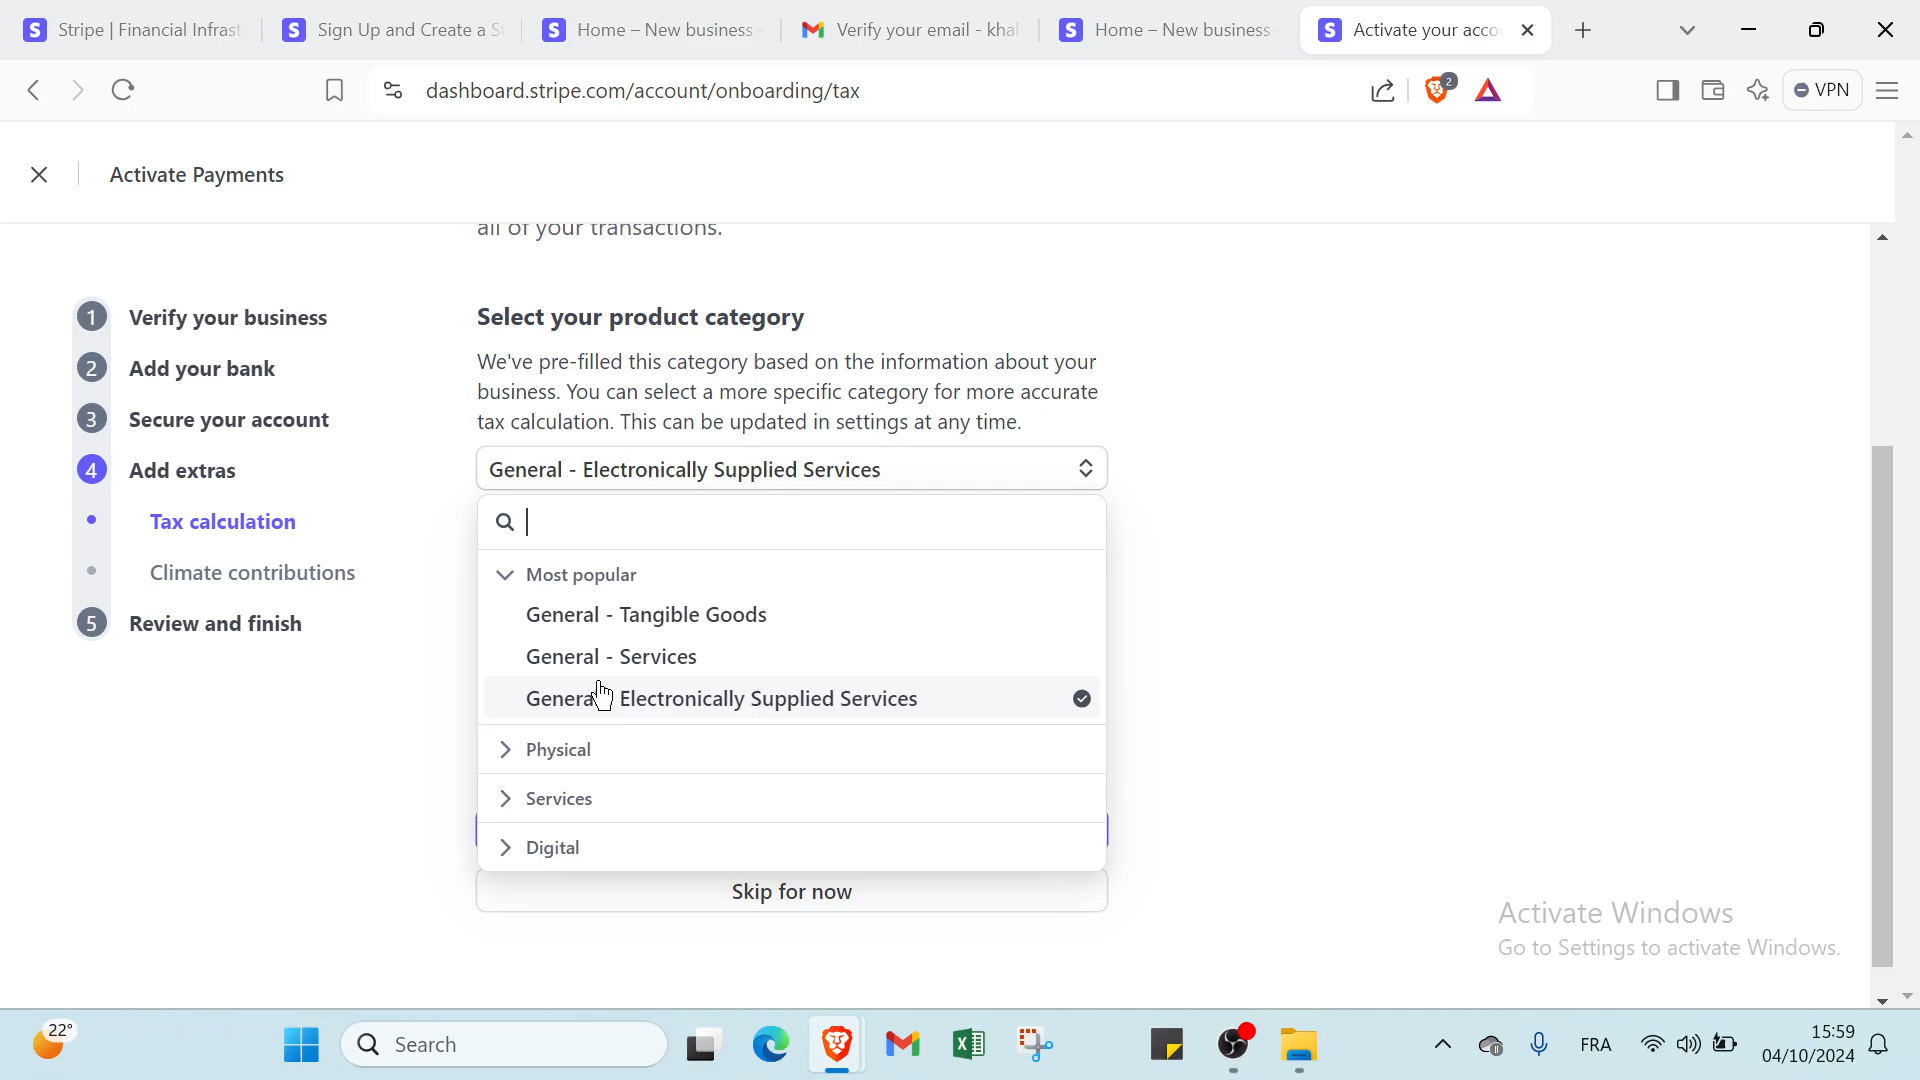 Stripe | Financial Infrast
Sign Up and Create a S
Home – New business –
Verify your email - khal
Home – New business
Activate your acco
dashboard.stripe.com/account/onboarding/tax
2
VPN
Activate Payments
all of your transactions.
1 Verify your business
2 Add your bank
3 Secure your account
4 Add extras
Tax calculation
Climate contributions
5 Review and finish
Select your product category
We've pre-filled this category based on the information about your
business. You can select a more specific category for more accurate
tax calculation. This can be updated in settings at any time.
General - Electronically Supplied Services
Most popular
General - Tangible Goods
General - Services
General - Electronically Supplied Services
Physical
Services
Digital
Skip for now
Activate Windows
Go to Settings to activate Windows.
22°
Search
FRA
15:59
04/10/2024